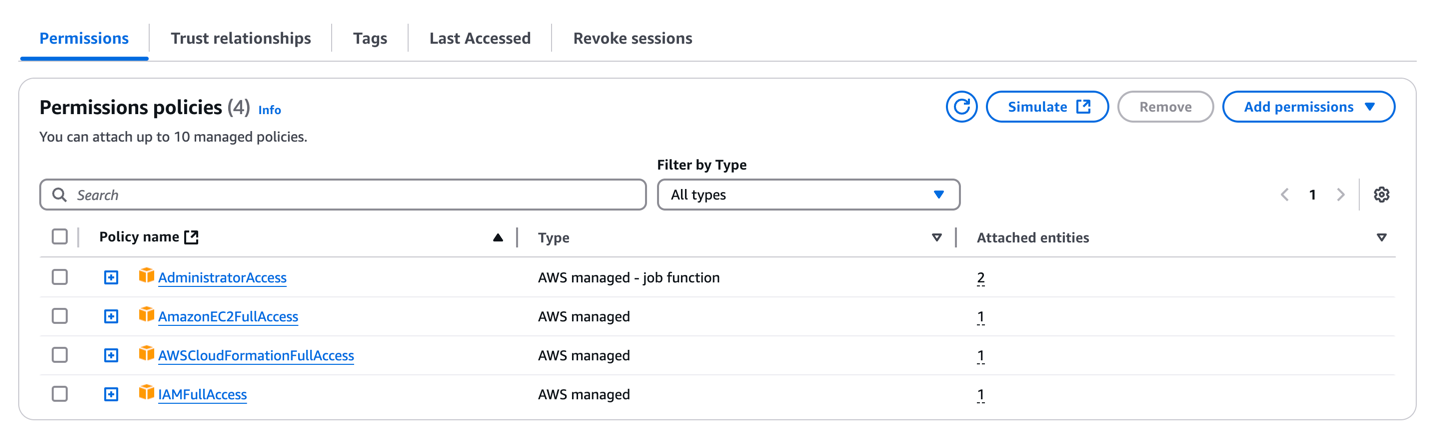 Permissions Trust relationships Tags Last Accessed Revoke sessions
Permissions policies (4) Info
Simulate Remove Add permissions
You can attach up to 10 managed policies.
Filter by Type
Search All types 1
Policy name Type Attached entities
AdministratorAccess AWS managed - job function 2
AmazonEC2FullAccess AWS managed 1
AWSCloudFormationFullAccess AWS managed 1
IAMFullAccess AWS managed 1